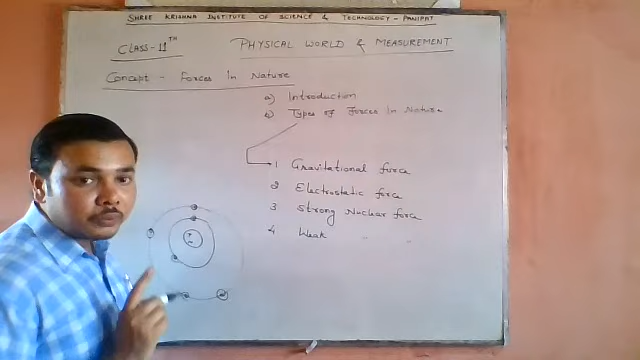 SHREE KRISHNA INSTITUTE OF SCIENCE & TECHNOLOGY - PANIPAT
CLASS - 11TH
PHYSICAL WORLD & MEASUREMENT
Concept - Forces In Nature
a) Introduction
b) Types of Forces In Nature
1 Gravitational force
2 Electrostatic force
3 Strong Nuclear force
4 Weak " "